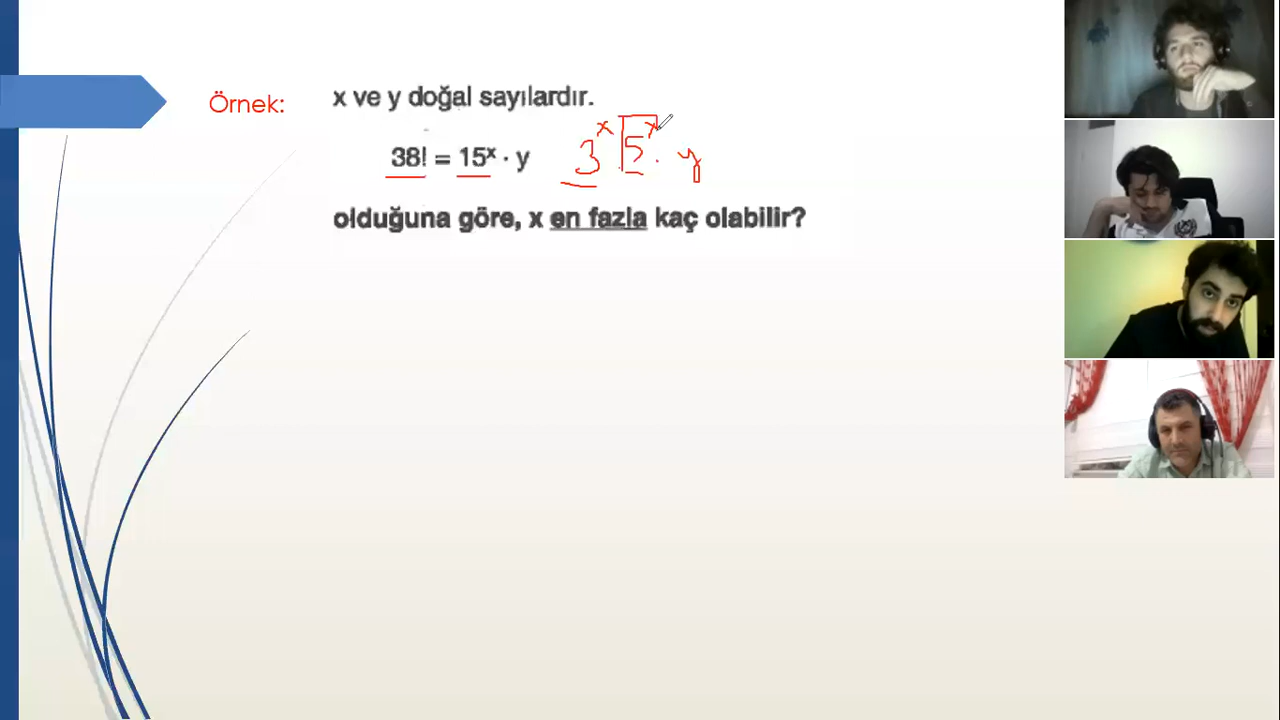 Örnek:
x ve y doğal sayılardır.
38! = 15ˣ · y
3ˣ 5ˣ · y
olduğuna göre, x en fazla kaç olabilir?